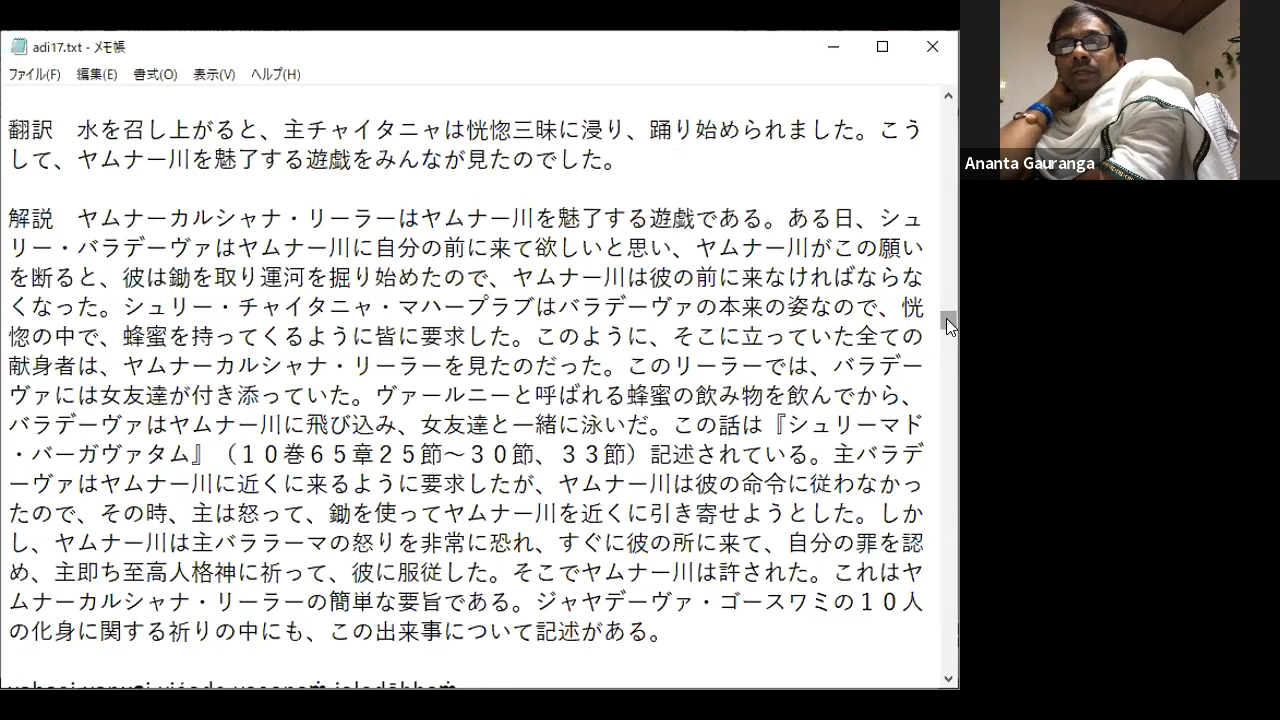 adi17.txt - メモ帳
ファイル(F) 編集(E) 書式(O) 表示(V) ヘルプ(H)
翻訳　水を召し上がると、主チャイタニャは恍惚三昧に浸り、踊り始められました。こう
して、ヤムナー川を魅了する遊戯をみんなが見たのでした。
解説　ヤムナーカルシャナ・リーラーはヤムナー川を魅了する遊戯である。ある日、シュ
リー・バラデーヴァはヤムナー川に自分の前に来て欲しいと思い、ヤムナー川がこの願い
を断ると、彼は鋤を取り運河を掘り始めたので、ヤムナー川は彼の前に来なければならな
くなった。シュリー・チャイタニャ・マハープラブはバラデーヴァの本来の姿なので、恍
惚の中で、蜂蜜を持ってくるように皆に要求した。このように、そこに立っていた全ての
献身者は、ヤムナーカルシャナ・リーラーを見たのだった。このリーラーでは、バラデー
ヴァには女友達が付き添っていた。ヴァールニーと呼ばれる蜂蜜の飲み物を飲んでから、
バラデーヴァはヤムナー川に飛び込み、女友達と一緒に泳いだ。この話は『シュリーマド
・バーガヴァタム』（１０巻６５章２５節〜３０節、３３節）記述されている。主バラデ
ーヴァはヤムナー川に近くに来るように要求したが、ヤムナー川は彼の命令に従わなかっ
たので、その時、主は怒って、鋤を使ってヤムナー川を近くに引き寄せようとした。しか
し、ヤムナー川は主バララーマの怒りを非常に恐れ、すぐに彼の所に来て、自分の罪を認
め、主即ち至高人格神に祈って、彼に服従した。そこでヤムナー川は許された。これはヤ
ムナーカルシャナ・リーラーの簡単な要旨である。ジャヤデーヴァ・ゴースワミの１０人
の化身に関する祈りの中にも、この出来事について記述がある。
Ananta Gauranga